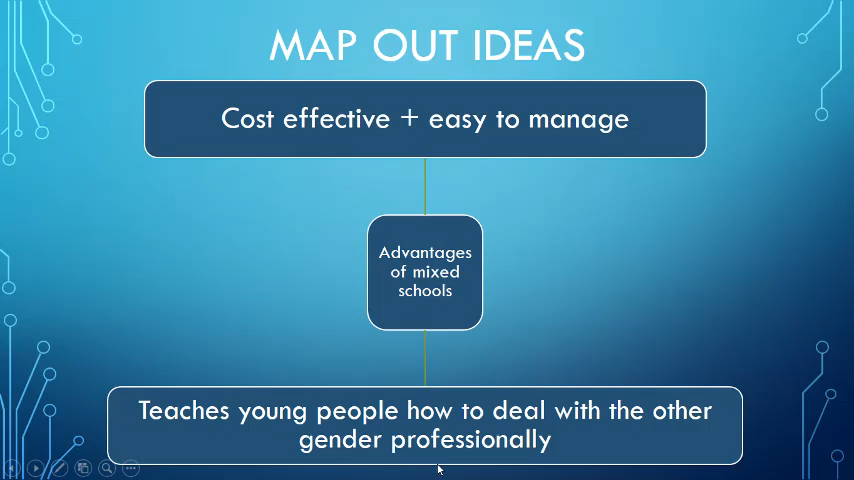 MAP OUT IDEAS
Cost effective + easy to manage
Advantages
of mixed
schools
Teaches young people how to deal with the other
gender professionally